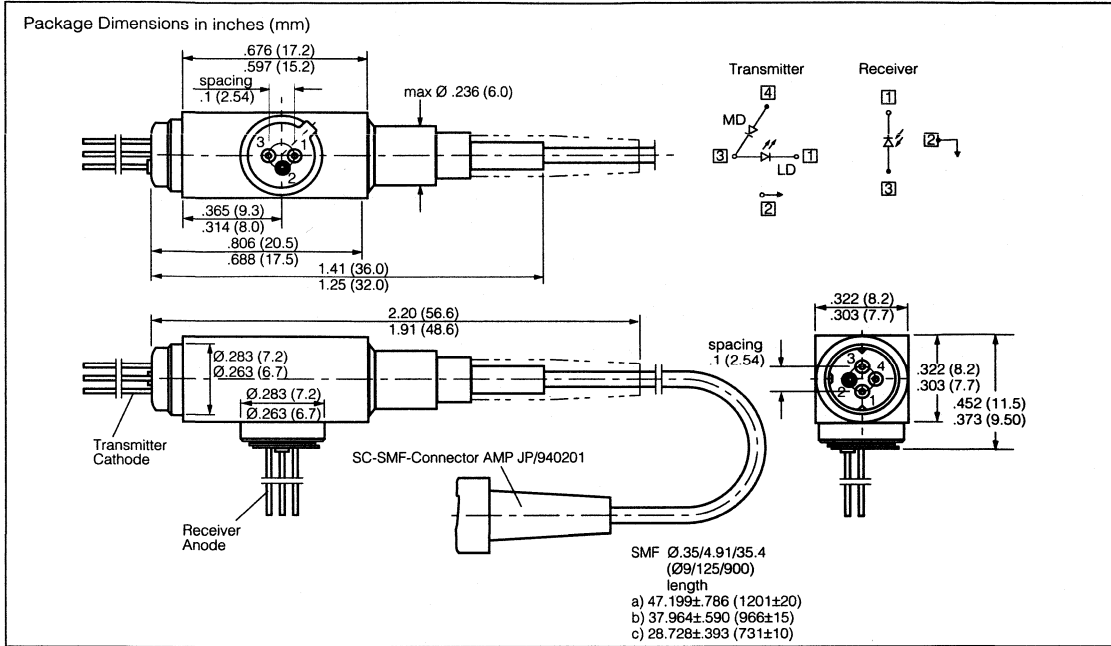 Package Dimensions in inches (mm)
.676 (17.2)
.597 (15.2)
spacing
.1 (2.54)
max Ø .236 (6.0)
3
1
2
.365 (9.3)
.314 (8.0)
.806 (20.5)
.688 (17.5)
1.41 (36.0)
1.25 (32.0)
Transmitter
4
MD
3
1
LD
2
Receiver
1
2
3
2.20 (56.6)
1.91 (48.6)
Ø.283 (7.2)
Ø.263 (6.7)
Ø.283 (7.2)
Ø.263 (6.7)
Transmitter
Cathode
Receiver
Anode
SC-SMF-Connector AMP JP/940201
spacing
.1 (2.54)
.322 (8.2)
.303 (7.7)
3
4
2
1
.322 (8.2)
.303 (7.7)
.452 (11.5)
.373 (9.50)
SMF Ø.35/4.91/35.4
(Ø9/125/900)
length
a) 47.199±.786 (1201±20)
b) 37.964±.590 (966±15)
c) 28.728±.393 (731±10)